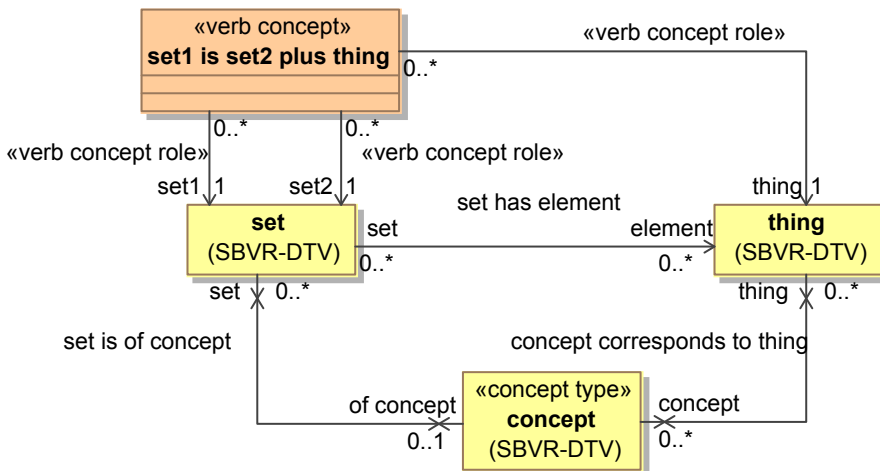 «verb concept»
set1 is set2 plus thing
«verb concept role»
0..*
0..*
0..*
«verb concept role»
«verb concept role»
set1 1
set2 1
thing 1
set
(SBVR-DTV)
set has element
set
element
0..*
0..*
thing
(SBVR-DTV)
set
0..*
thing
0..*
set is of concept
concept corresponds to thing
of concept
0..1
«concept type»
concept
(SBVR-DTV)
concept
0..*